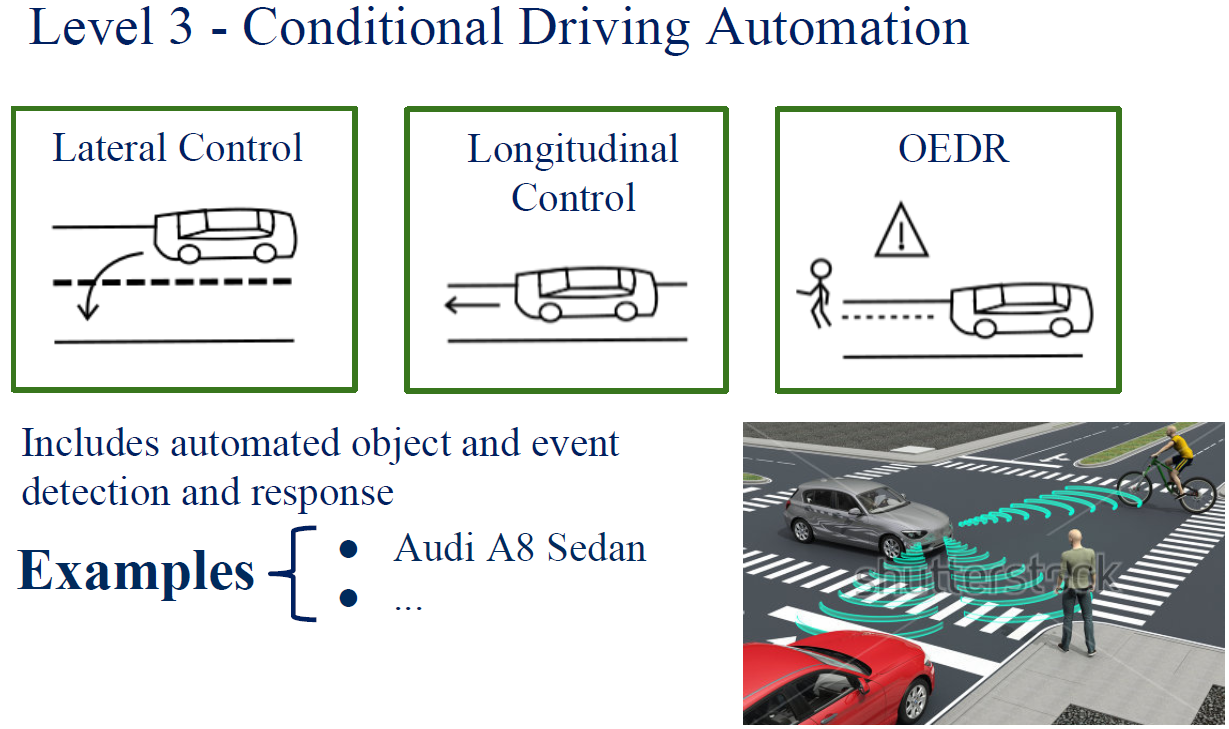 Level 3 - Conditional Driving Automation
Lateral Control
Longitudinal
Control
OEDR
!
Includes automated object and event
detection and response
Examples
• Audi A8 Sedan
• ...
shutterstock